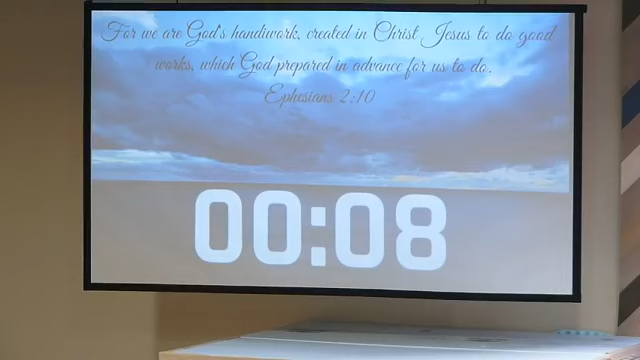 For we are God's handiwork, created in Christ Jesus to do good
works, which God prepared in advance for us to do.
Ephesians 2:10
00:08